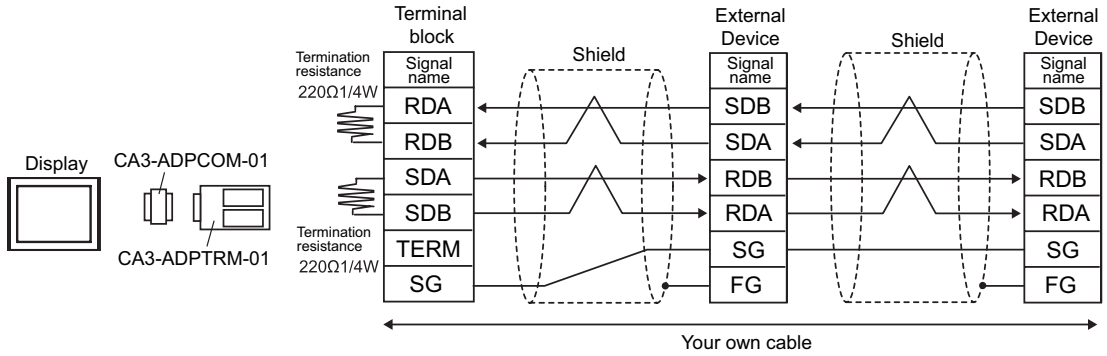 Terminal
block
External
Device
External
Device
Termination
resistance
220Ω1/4W
Shield
Shield
Signal
name
Signal
name
Signal
name
RDA
SDB
SDB
RDB
SDA
SDA
Display
CA3-ADPCOM-01
SDA
RDB
RDB
SDB
RDA
RDA
Termination
resistance
220Ω1/4W
CA3-ADPTRM-01
TERM
SG
SG
SG
FG
FG
Your own cable